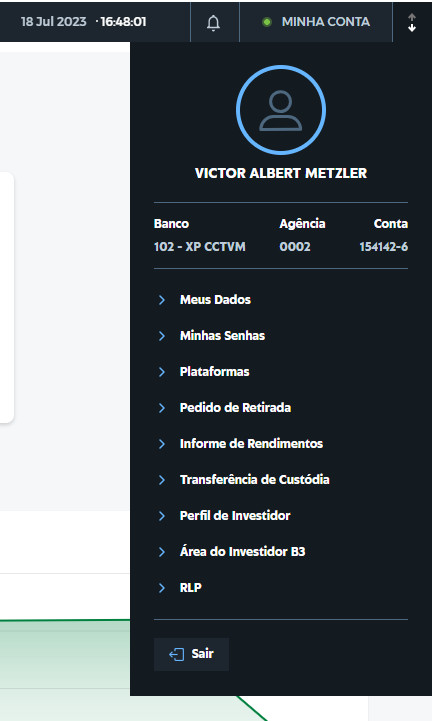 18 Jul 2023 · 16:48:01 MINHA CONTA
VICTOR ALBERT METZLER
Banco Agência Conta
102 - XP CCTVM 0002 154142-6
Meus Dados
Minhas Senhas
Plataformas
Pedido de Retirada
Informe de Rendimentos
Transferência de Custódia
Perfil de Investidor
Área do Investidor B3
RLP
Sair